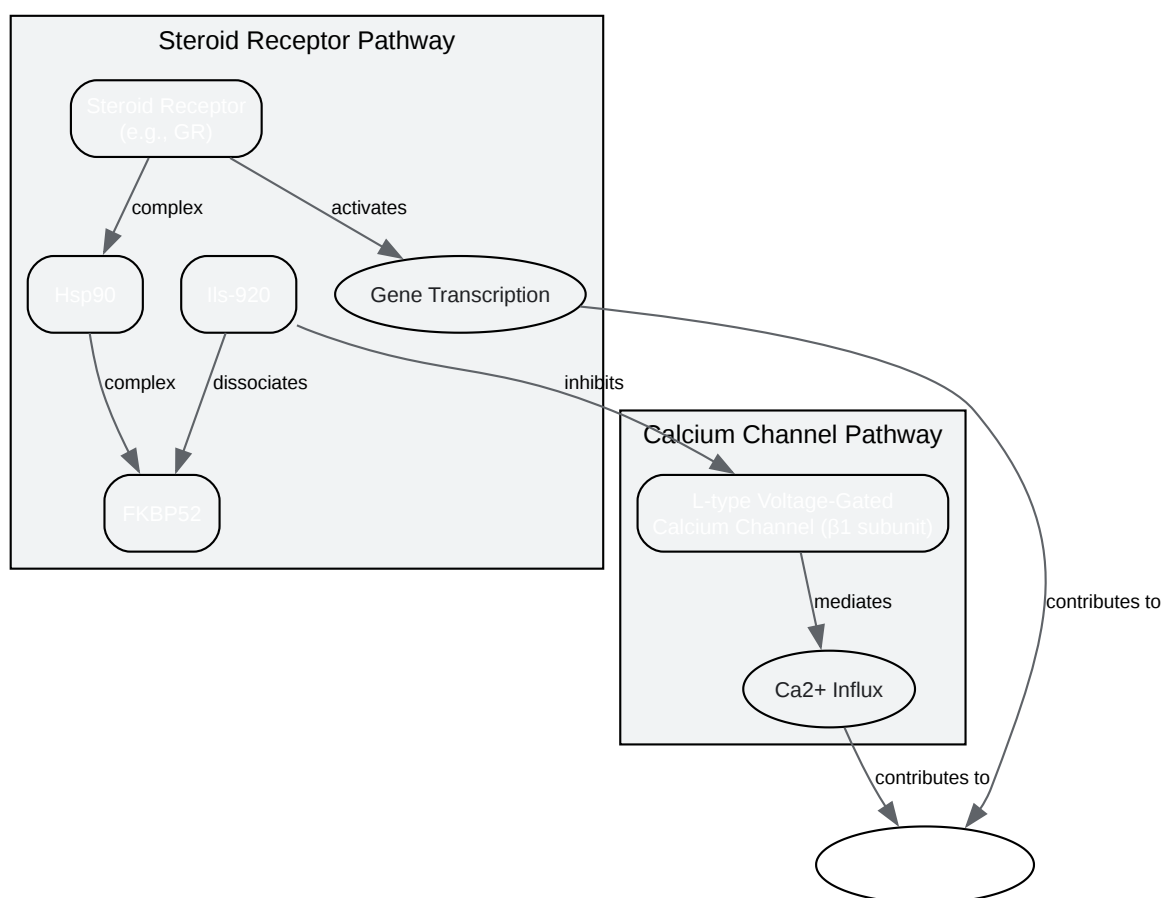 Steroid Receptor Pathway
Steroid Receptor
(e.g., GR)
complex
activates
Hsp90
Ils-920
Gene Transcription
complex
dissociates
inhibits
Calcium Channel Pathway
FKBP52
L-type Voltage-Gated
Calcium Channel (β1 subunit)
mediates
contributes to
Ca2+ Influx
contributes to